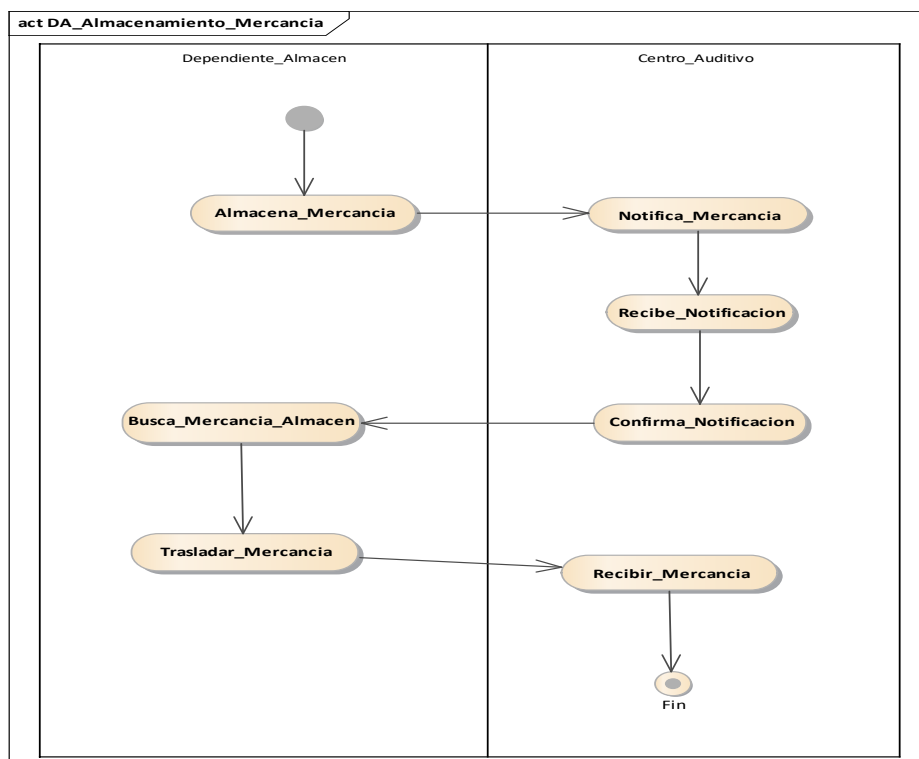 act DA_Almacenamiento_Mercancia
Dependiente_Almacen
Centro_Auditivo
Almacena_Mercancia
Notifica_Mercancia
Recibe_Notificacion
Busca_Mercancia_Almacen
Confirma_Notificacion
Trasladar_Mercancia
Recibir_Mercancia
Fin